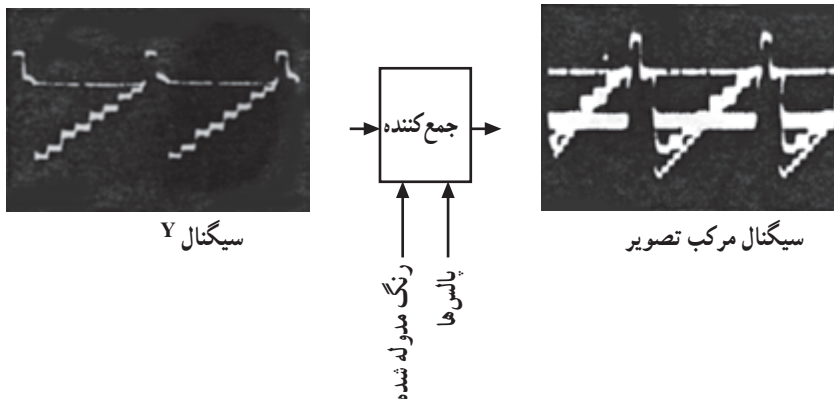 جمع‌کننده
سیگنال Y
سیگنال مرکب تصویر
رنگ مدوله شده
پالس‌ها